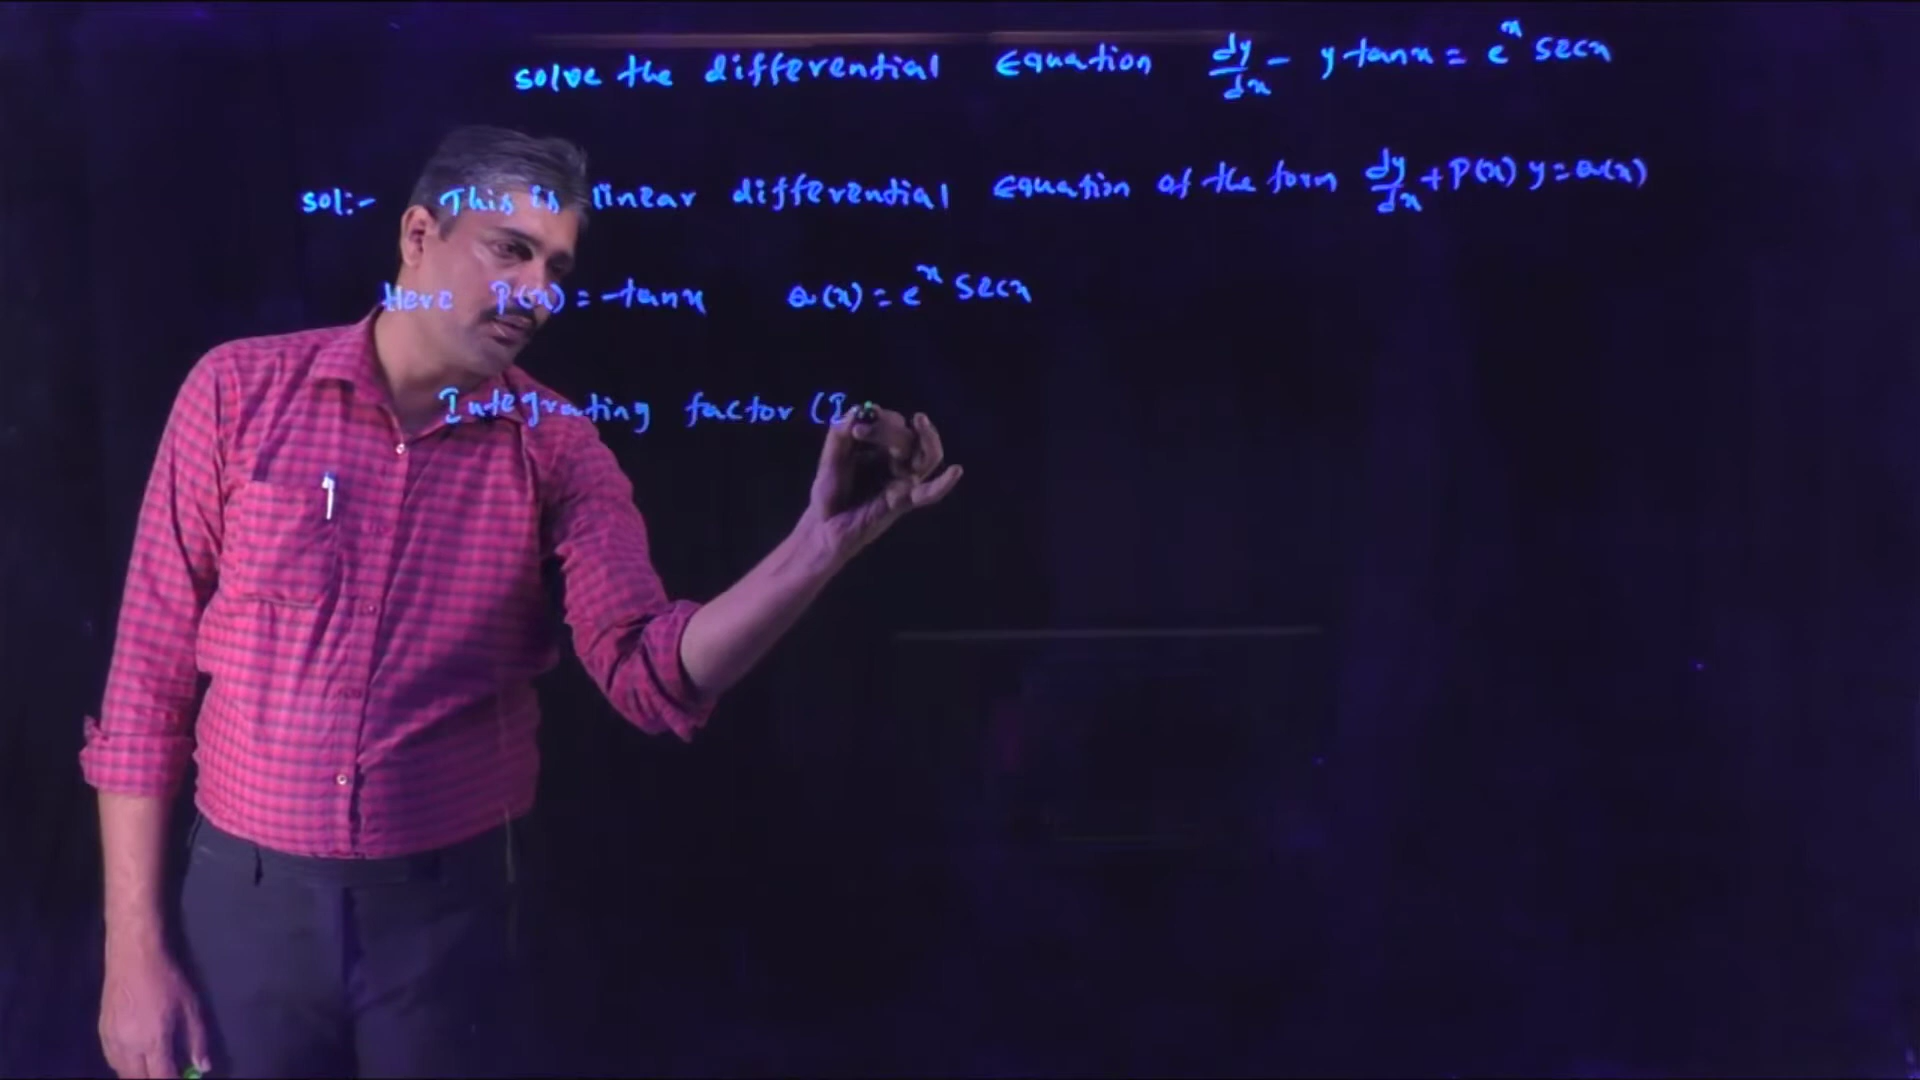 solve the differential Equation dy/dx - y tanx = e^x secx
sol:- This is linear differential Equation of the form dy/dx + P(x) y = Q(x)
Here P(x) = -tanx Q(x) = e^x secx
Integrating factor (I